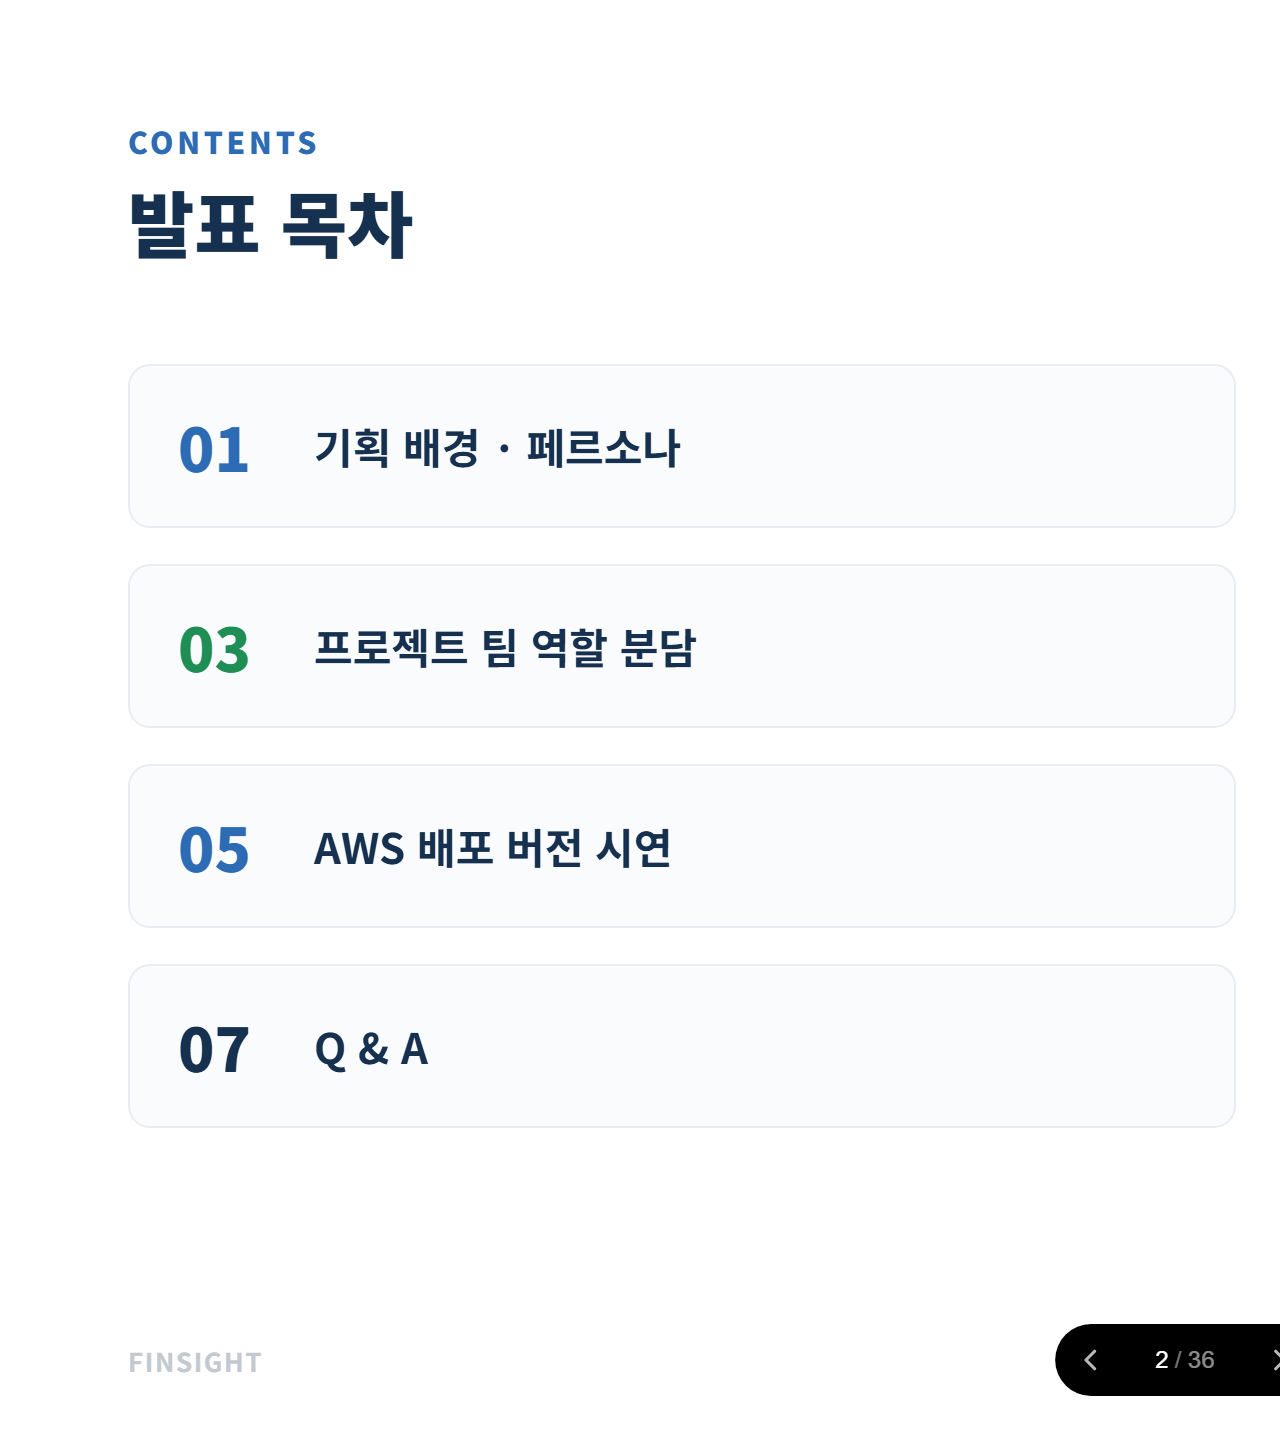 CONTENTS
발표 목차
01 기획 배경 · 페르소나
03 프로젝트 팀 역할 분담
05 AWS 배포 버전 시연
07 Q & A
FINSIGHT
2 / 36